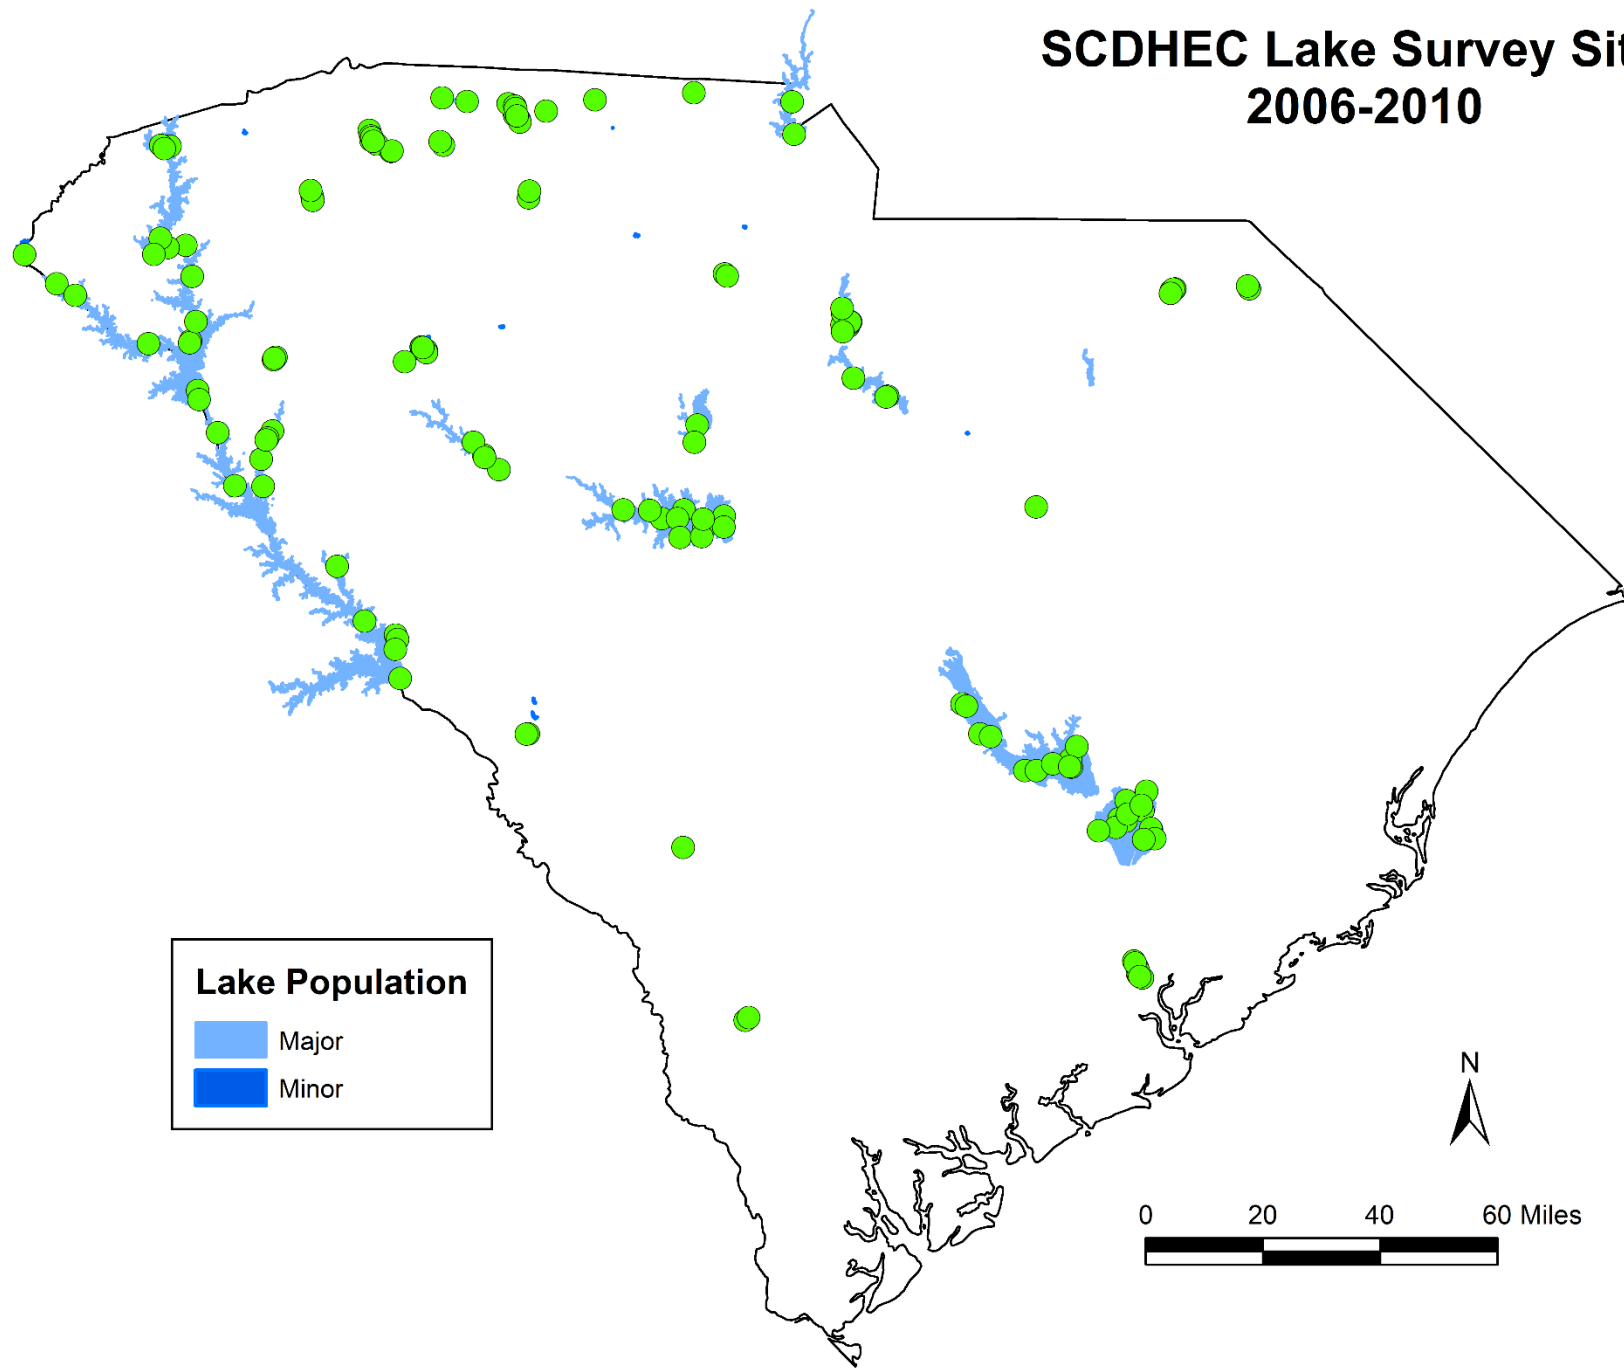 SCDHEC Lake Survey Sit
2006-2010
Lake Population
Major
Minor
N
0 20 40 60 Miles